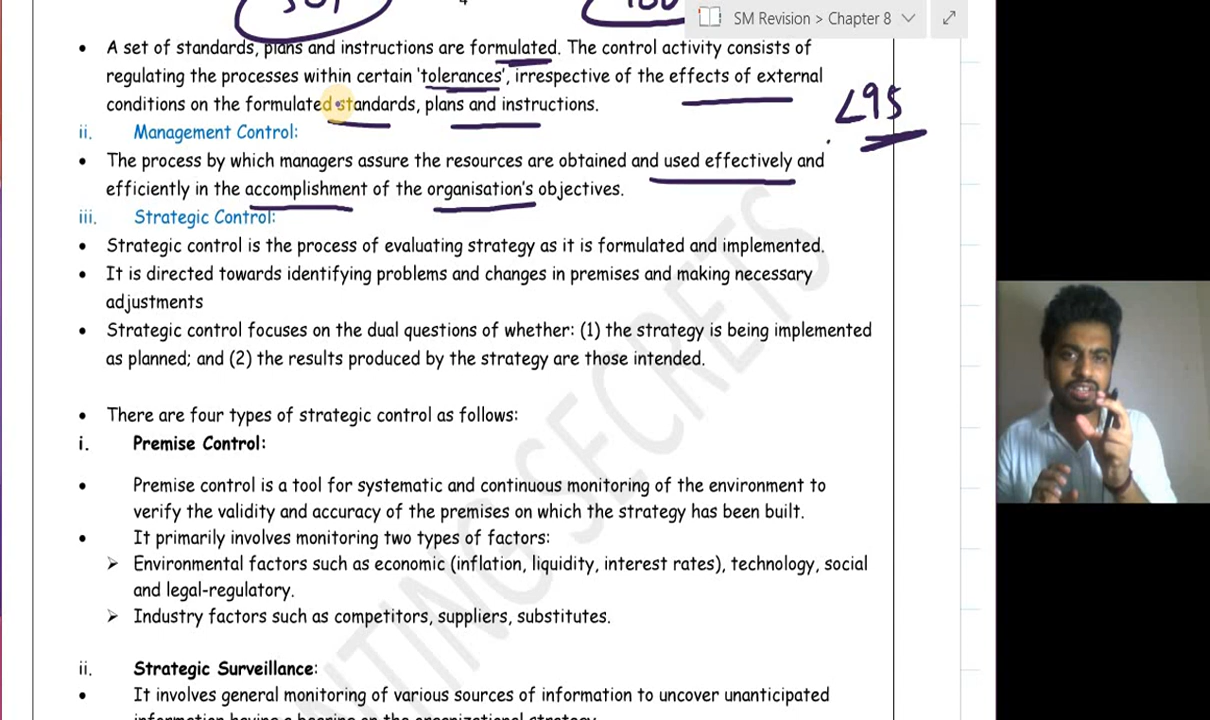 SM Revision > Chapter 8
• A set of standards, plans and instructions are formulated. The control activity consists of
regulating the processes within certain 'tolerances', irrespective of the effects of external
conditions on the formulated standards, plans and instructions.
<95
ii. Management Control:
• The process by which managers assure the resources are obtained and used effectively and
efficiently in the accomplishment of the organisation's objectives.
iii. Strategic Control:
• Strategic control is the process of evaluating strategy as it is formulated and implemented.
• It is directed towards identifying problems and changes in premises and making necessary
adjustments
• Strategic control focuses on the dual questions of whether: (1) the strategy is being implemented
as planned; and (2) the results produced by the strategy are those intended.
• There are four types of strategic control as follows:
i. Premise Control:
• Premise control is a tool for systematic and continuous monitoring of the environment to
verify the validity and accuracy of the premises on which the strategy has been built.
• It primarily involves monitoring two types of factors:
➢ Environmental factors such as economic (inflation, liquidity, interest rates), technology, social
and legal-regulatory.
➢ Industry factors such as competitors, suppliers, substitutes.
ii. Strategic Surveillance:
• It involves general monitoring of various sources of information to uncover unanticipated
information having a bearing on the organizational strategy.
SECRETS